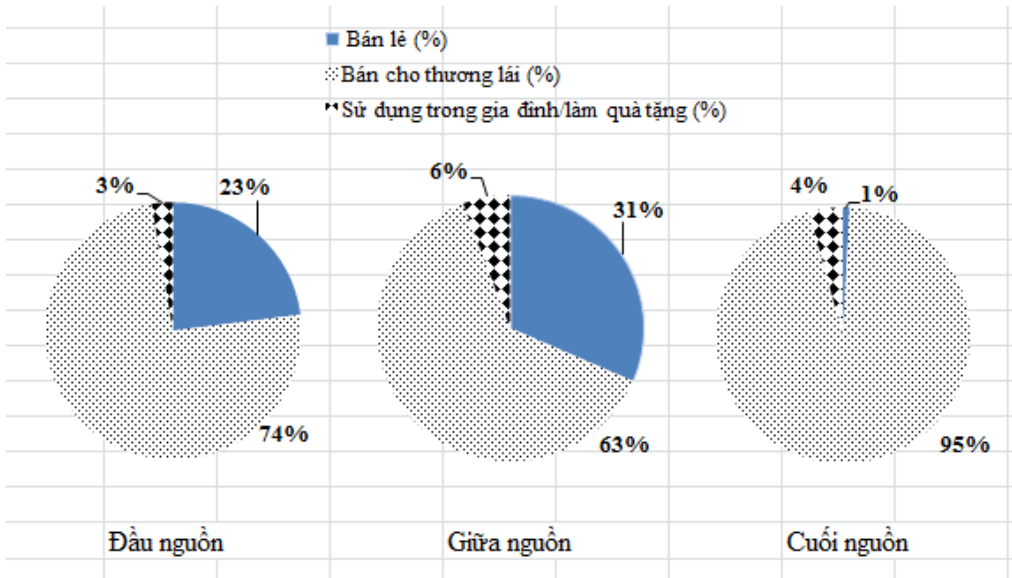 Bán lẻ (%)
Bán cho thương lái (%)
Sử dụng trong gia đình/làm quà tặng (%)
3%
23%
74%
6%
31%
63%
4%
1%
95%
Đầu nguồn
Giữa nguồn
Cuối nguồn